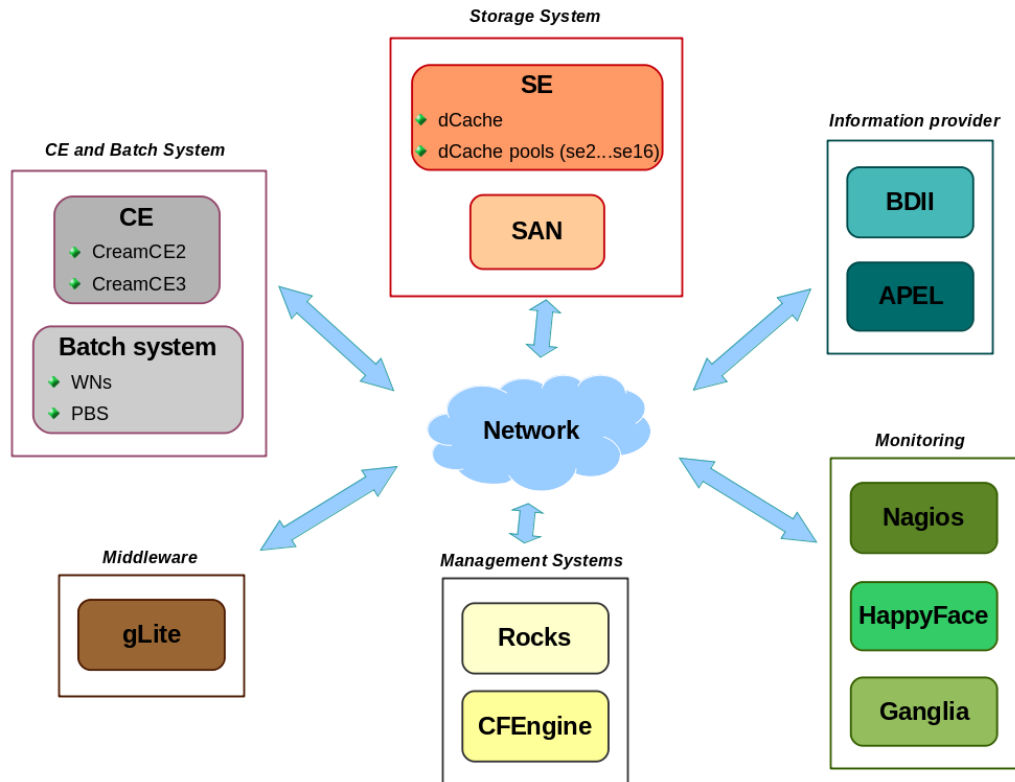 Storage System
SE
dCache
dCache pools (se2...se16)
SAN
CE and Batch System
CE
CreamCE2
CreamCE3
Batch system
WNs
PBS
Information provider
BDII
APEL
Network
Monitoring
Nagios
HappyFace
Ganglia
Middleware
gLite
Management Systems
Rocks
CFEngine